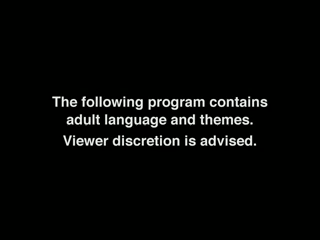 The following program contains
adult language and themes.
Viewer discretion is advised.